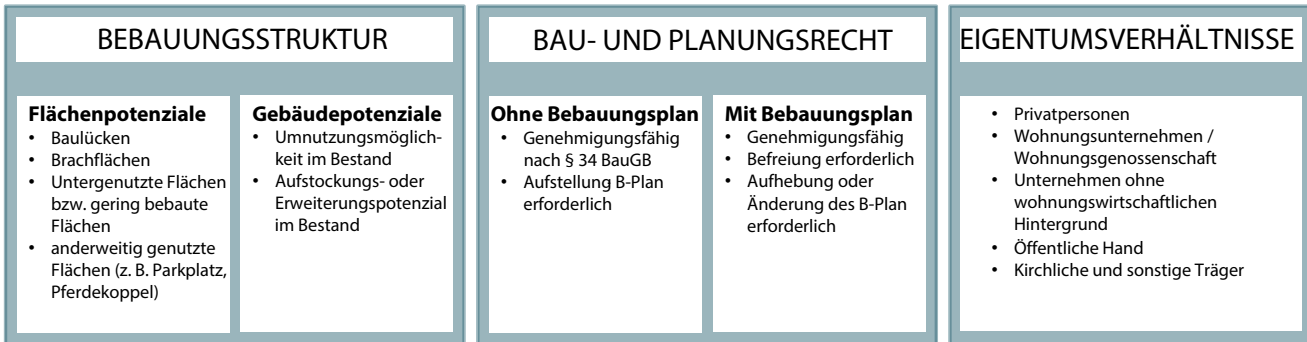 BEBAUUNGSSTRUKTUR
Flächenpotenziale
• Baulücken
• Brachflächen
• Untergenutzte Flächen
bzw. gering bebaute
Flächen
• anderweitig genutzte
Flächen (z. B. Parkplatz,
Pferdekoppel)
Gebäudepotenziale
• Umnutzungsmöglich-
keit im Bestand
• Aufstockungs- oder
Erweiterungspotenzial
im Bestand
BAU- UND PLANUNGSRECHT
Ohne Bebauungsplan
• Genehmigungsfähig
nach § 34 BauGB
• Aufstellung B-Plan
erforderlich
Mit Bebauungsplan
• Genehmigungsfähig
• Befreiung erforderlich
• Aufhebung oder
Änderung des B-Plan
erforderlich
EIGENTUMSVERHÄLTNISSE
• Privatpersonen
• Wohnungsunternehmen /
Wohnungsgenossenschaft
• Unternehmen ohne
wohnungswirtschaftlichen
Hintergrund
• Öffentliche Hand
• Kirchliche und sonstige Träger